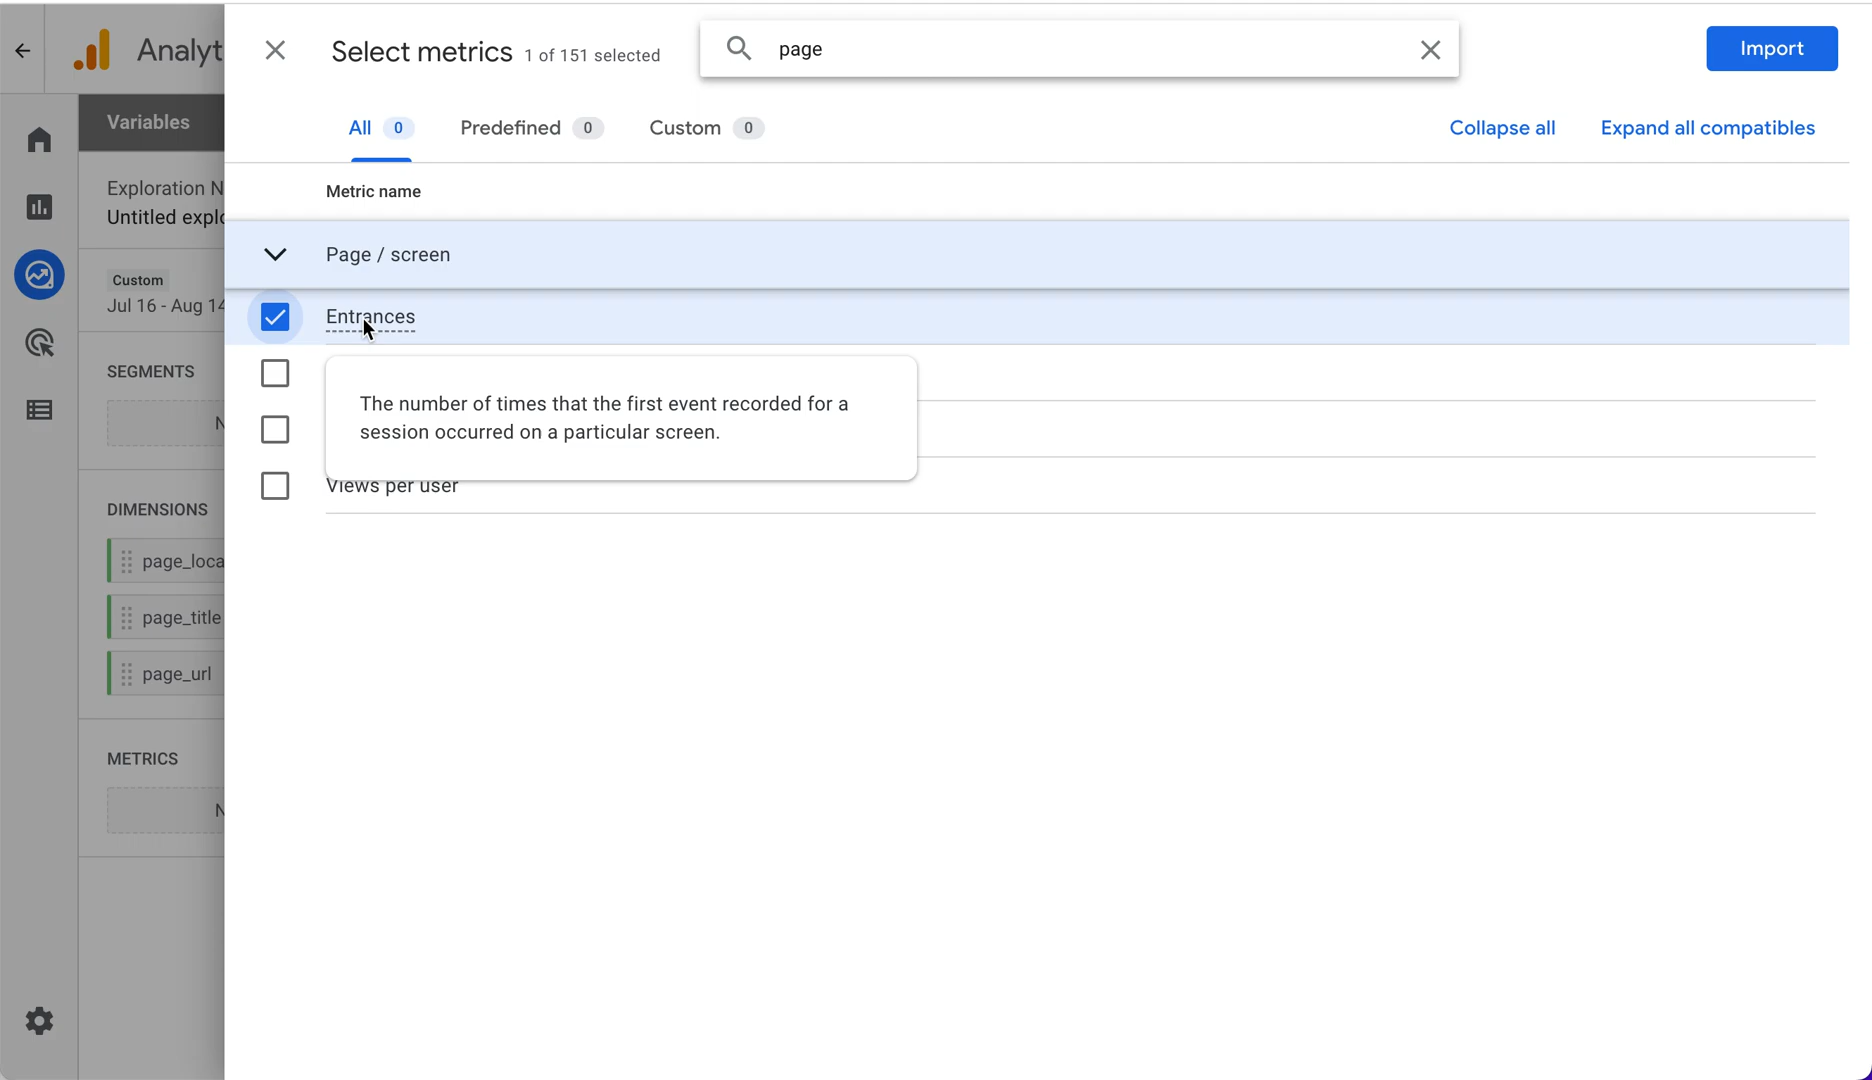 Analyt
Select metrics 1 of 151 selected
page
Import
Variables
All 0 Predefined 0 Custom 0
Collapse all Expand all compatibles
Metric name
Exploration N
Untitled explo
Page / screen
Custom
Jul 16 - Aug 14
Entrances
SEGMENTS
N
The number of times that the first event recorded for a
session occurred on a particular screen.
Views per user
DIMENSIONS
page_loca
page_title
page_url
METRICS
N